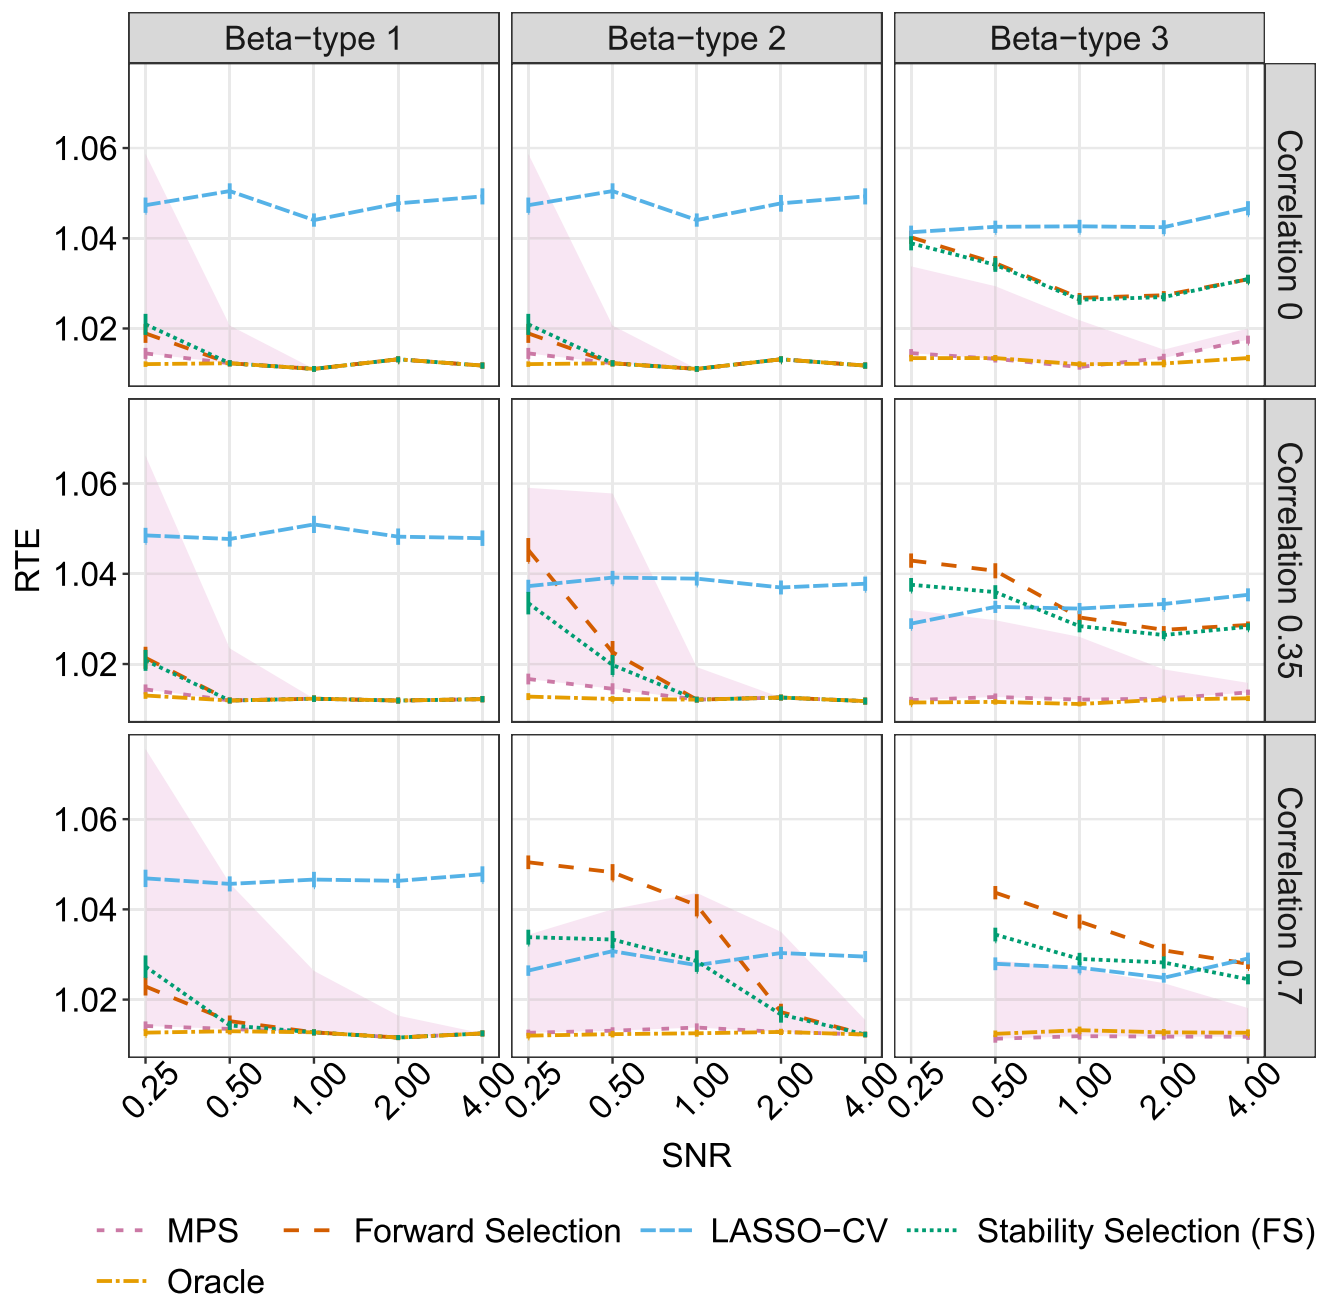 Beta−type 1 Beta−type 2 Beta−type 3
1.06
1.04
1.02
Correlation 0
1.06
1.04
1.02
Correlation 0.35
1.06
1.04
1.02
Correlation 0.7
RTE
0.25 0.50 1.00 2.00 4.00 0.25 0.50 1.00 2.00 4.00 0.25 0.50 1.00 2.00 4.00
SNR
MPS Forward Selection LASSO−CV Stability Selection (FS)
Oracle